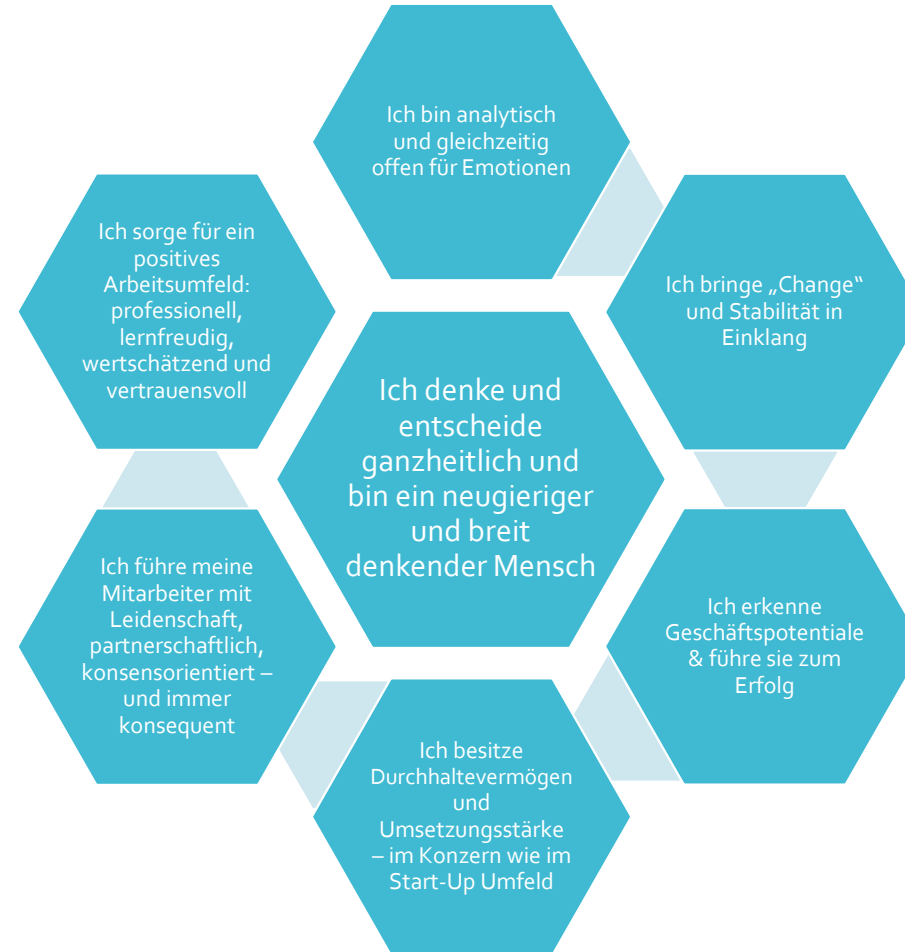 Ich bin analytisch
und gleichzeitig
offen für Emotionen
Ich bringe „Change“
und Stabilität in
Einklang
Ich erkenne
Geschäftspotentiale
& führe sie zum
Erfolg
Ich besitze
Durchhaltevermögen
und
Umsetzungsstärke
– im Konzern wie im
Start-Up Umfeld
Ich führe meine
Mitarbeiter mit
Leidenschaft,
partnerschaftlich,
konsensorientiert –
und immer
konsequent
Ich sorge für ein
positives
Arbeitsumfeld:
professionell,
lernfreudig,
wertschätzend und
vertrauensvoll
Ich denke und
entscheide
ganzheitlich und
bin ein neugieriger
und breit
denkender Mensch